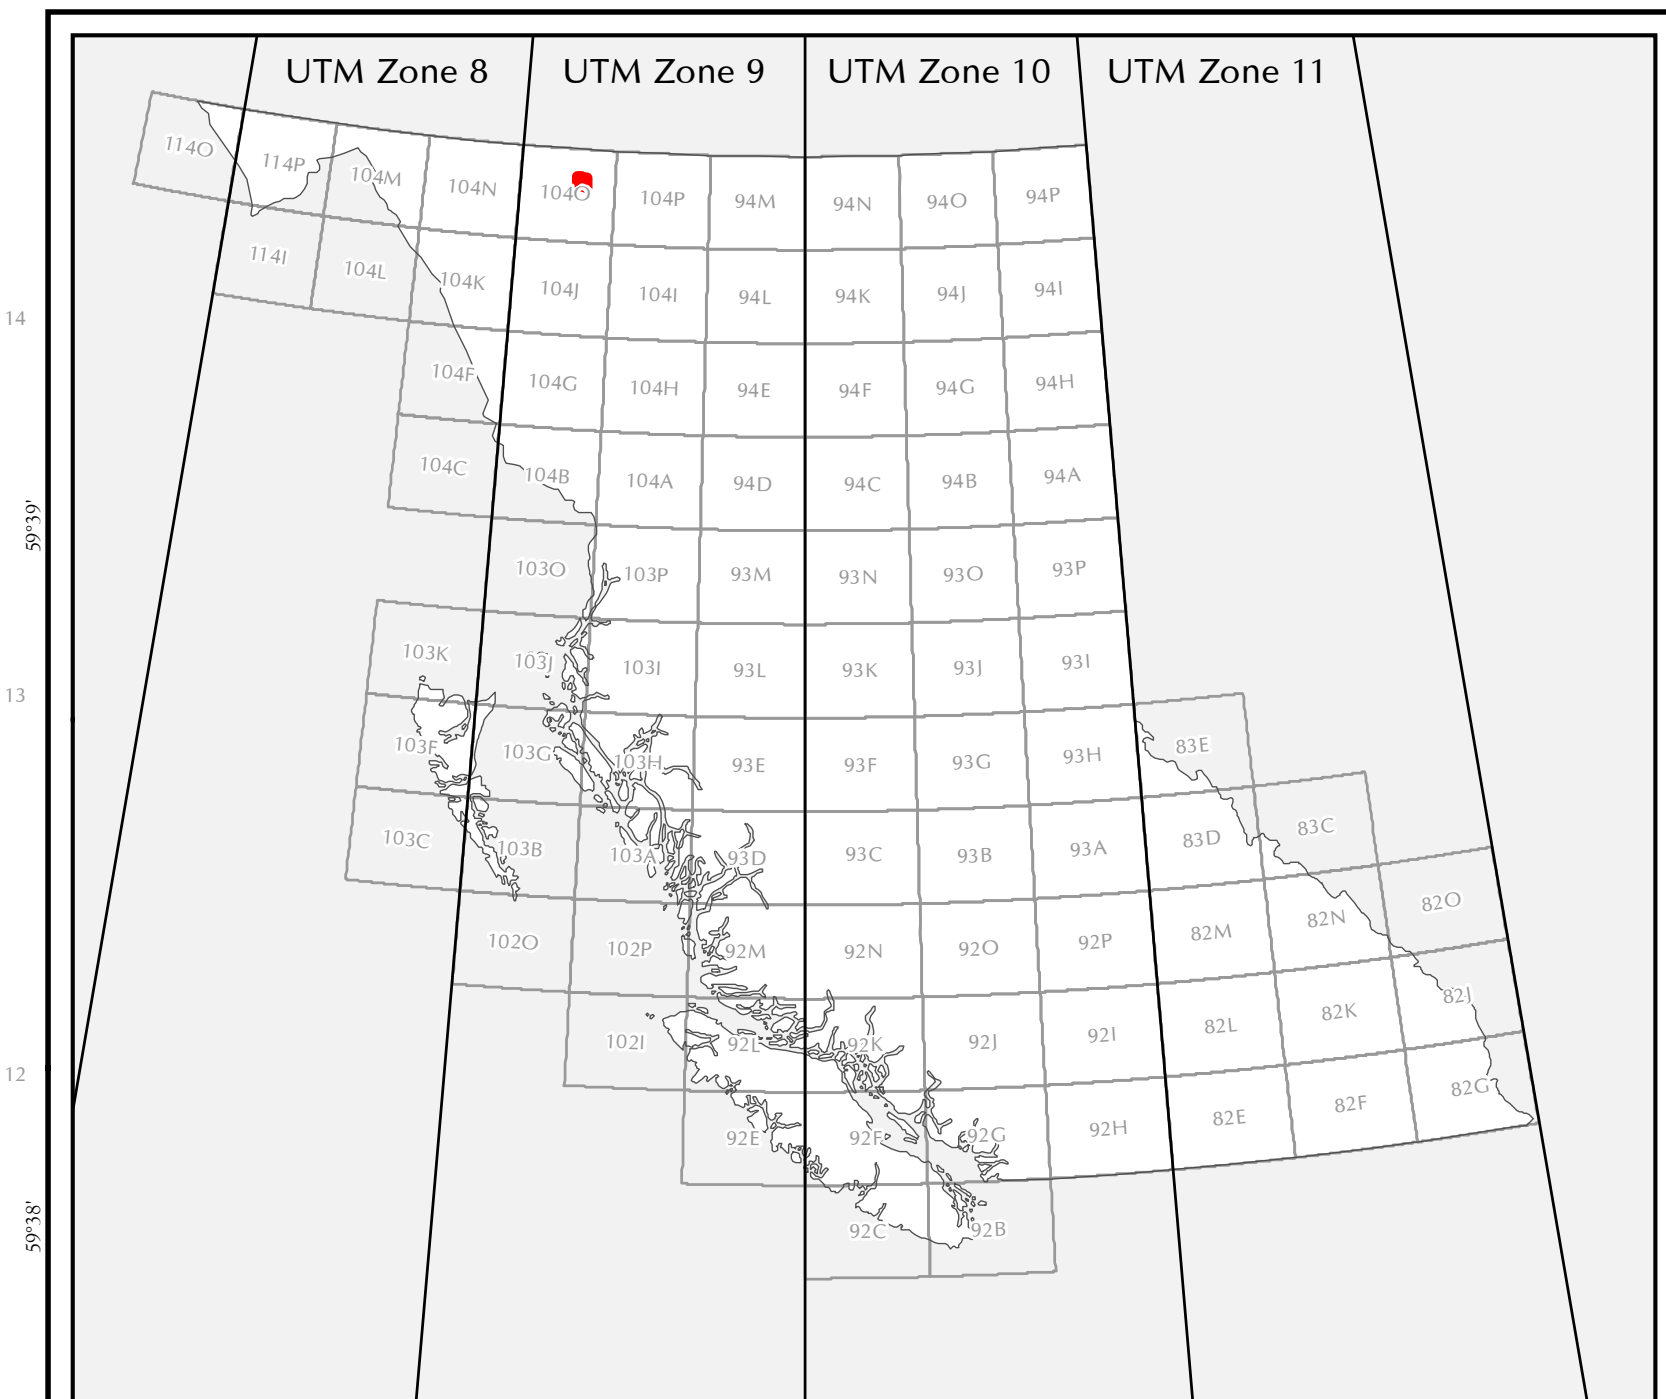 UTM Zone 8 UTM Zone 9 UTM Zone 10 UTM Zone 11
114O 114P 104M 104N 104O 104P 94M 94N 94O 94P
114I 104L 104K 104J 104I 94L 94K 94J 94I
14
104F 104G 104H 94E 94F 94G 94H
104C 104B 104A 94D 94C 94B 94A
59°39'
103O 103P 93M 93N 93O 93P
103K 103J 103I 93L 93K 93J 93I
13
103F 103G 103H 93E 93F 93G 93H 83E
103C 103B 103A 93D 93C 93B 93A 83D 83C
102O 102P 92M 92N 92O 92P 82M 82N 82O
102I 92L 92K 92J 92I 82L 82K 82J
12
92E 92F 92G 92H 82E 82F 82G
59°38'
92C 92B